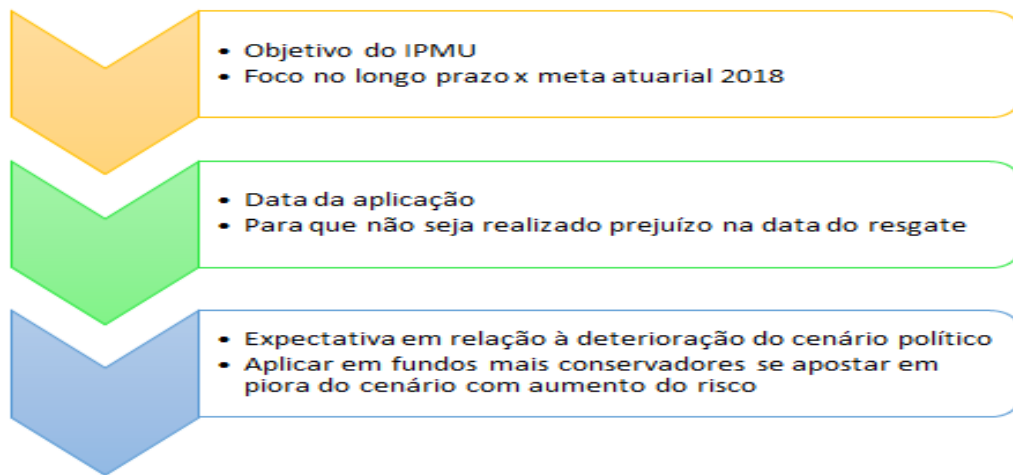 • Objetivo do IPMU
• Foco no longo prazo x meta atuarial 2018
• Data da aplicação
• Para que não seja realizado prejuízo na data do resgate
• Expectativa em relação à deterioração do cenário político
• Aplicar em fundos mais conservadores se apostar em
piora do cenário com aumento do risco